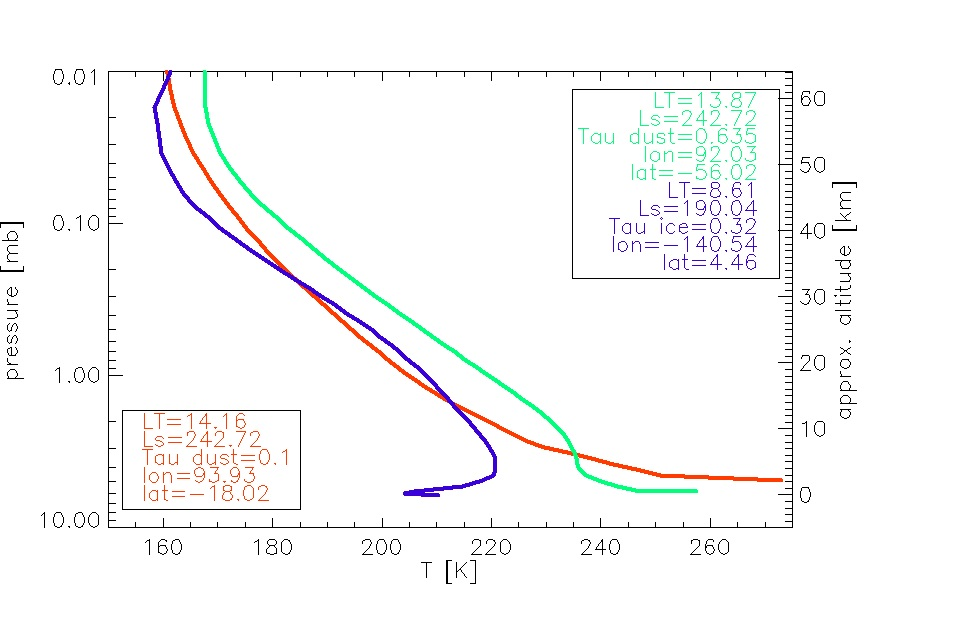 0.01
0.10
1.00
10.00
pressure [mb]
160
180
200
220
240
260
T [K]
60
50
40
30
20
10
0
approx. altitude [km]
LT=13.87
Ls=242.72
Tau dust=0.635
lon=92.03
lat=-56.02
LT=8.61
Ls=190.04
Tau ice=0.32
lon=-140.54
lat=4.46
LT=14.16
Ls=242.72
Tau dust=0.1
lon=93.93
lat=-18.02